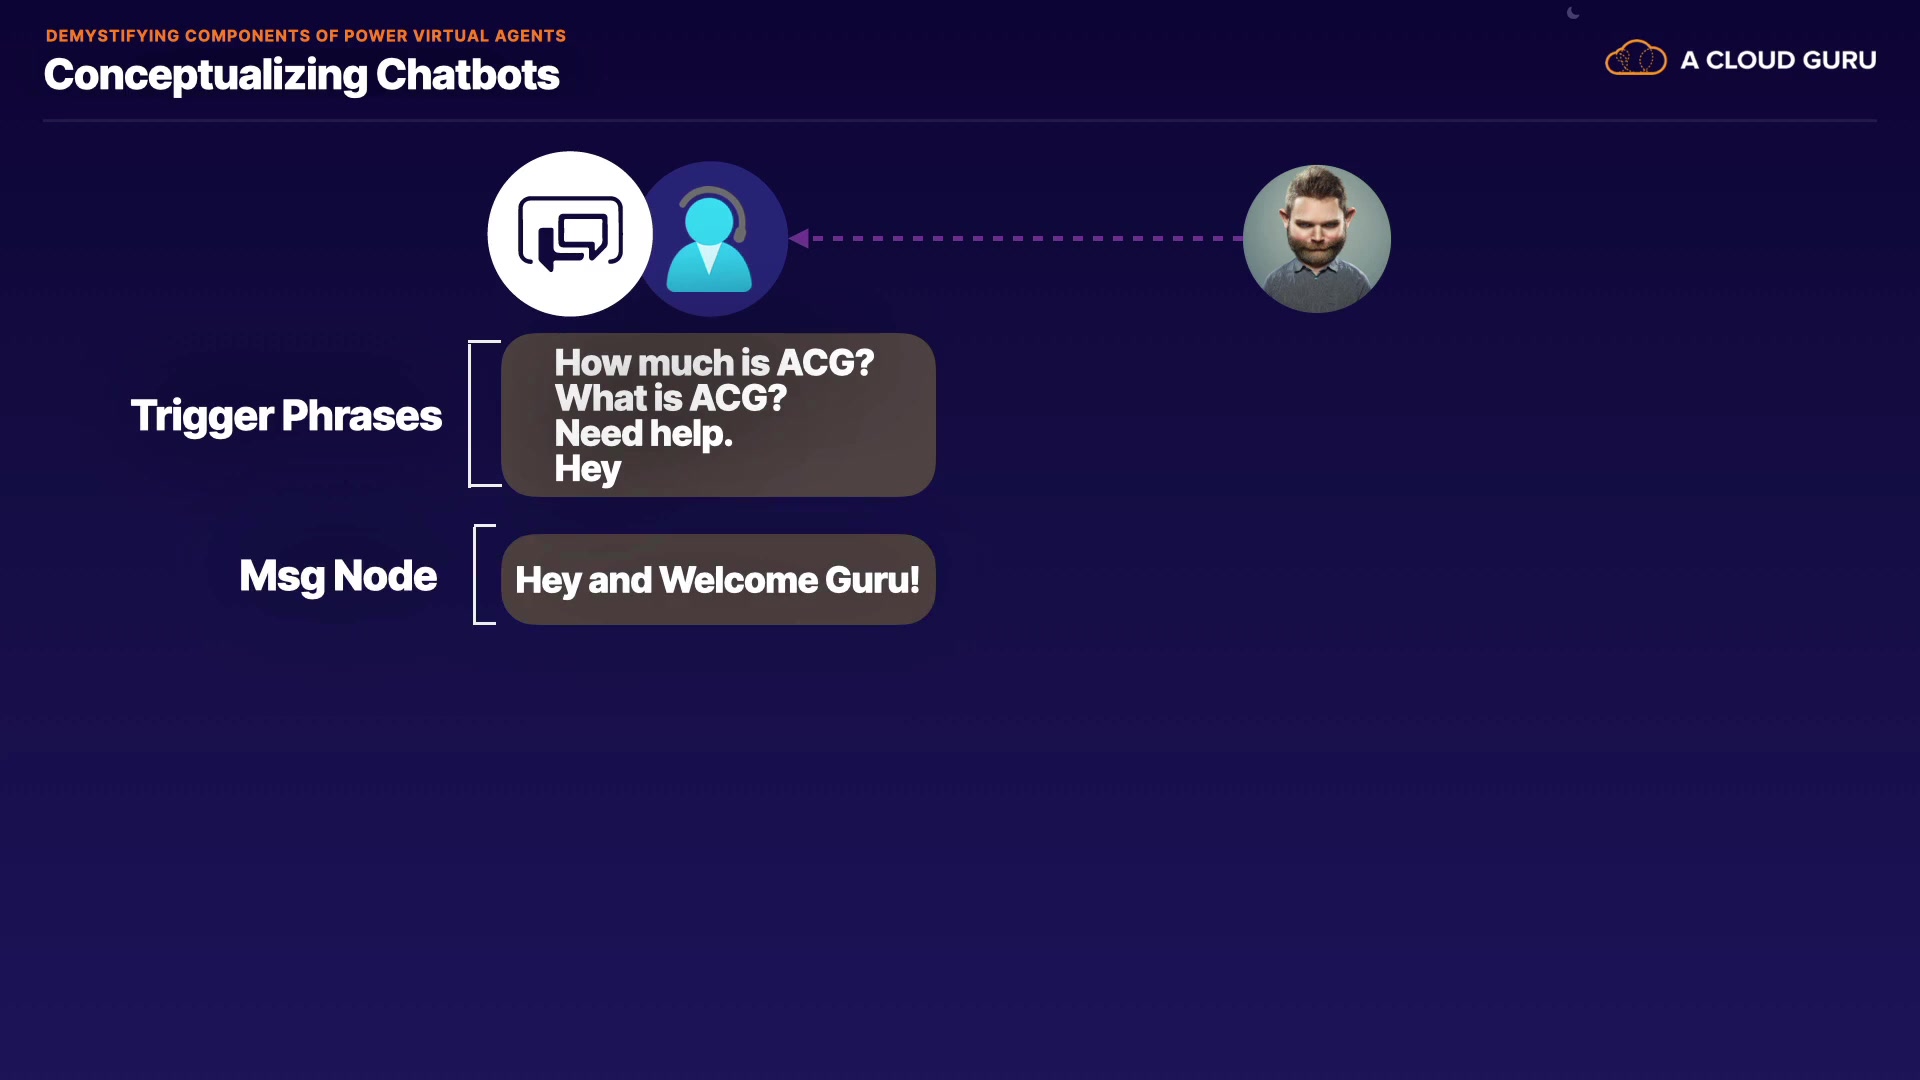 DEMYSTIFYING COMPONENTS OF POWER VIRTUAL AGENTS
Conceptualizing Chatbots
A CLOUD GURU
Trigger Phrases
How much is ACG?
What is ACG?
Need help.
Hey
Msg Node
Hey and Welcome Guru!